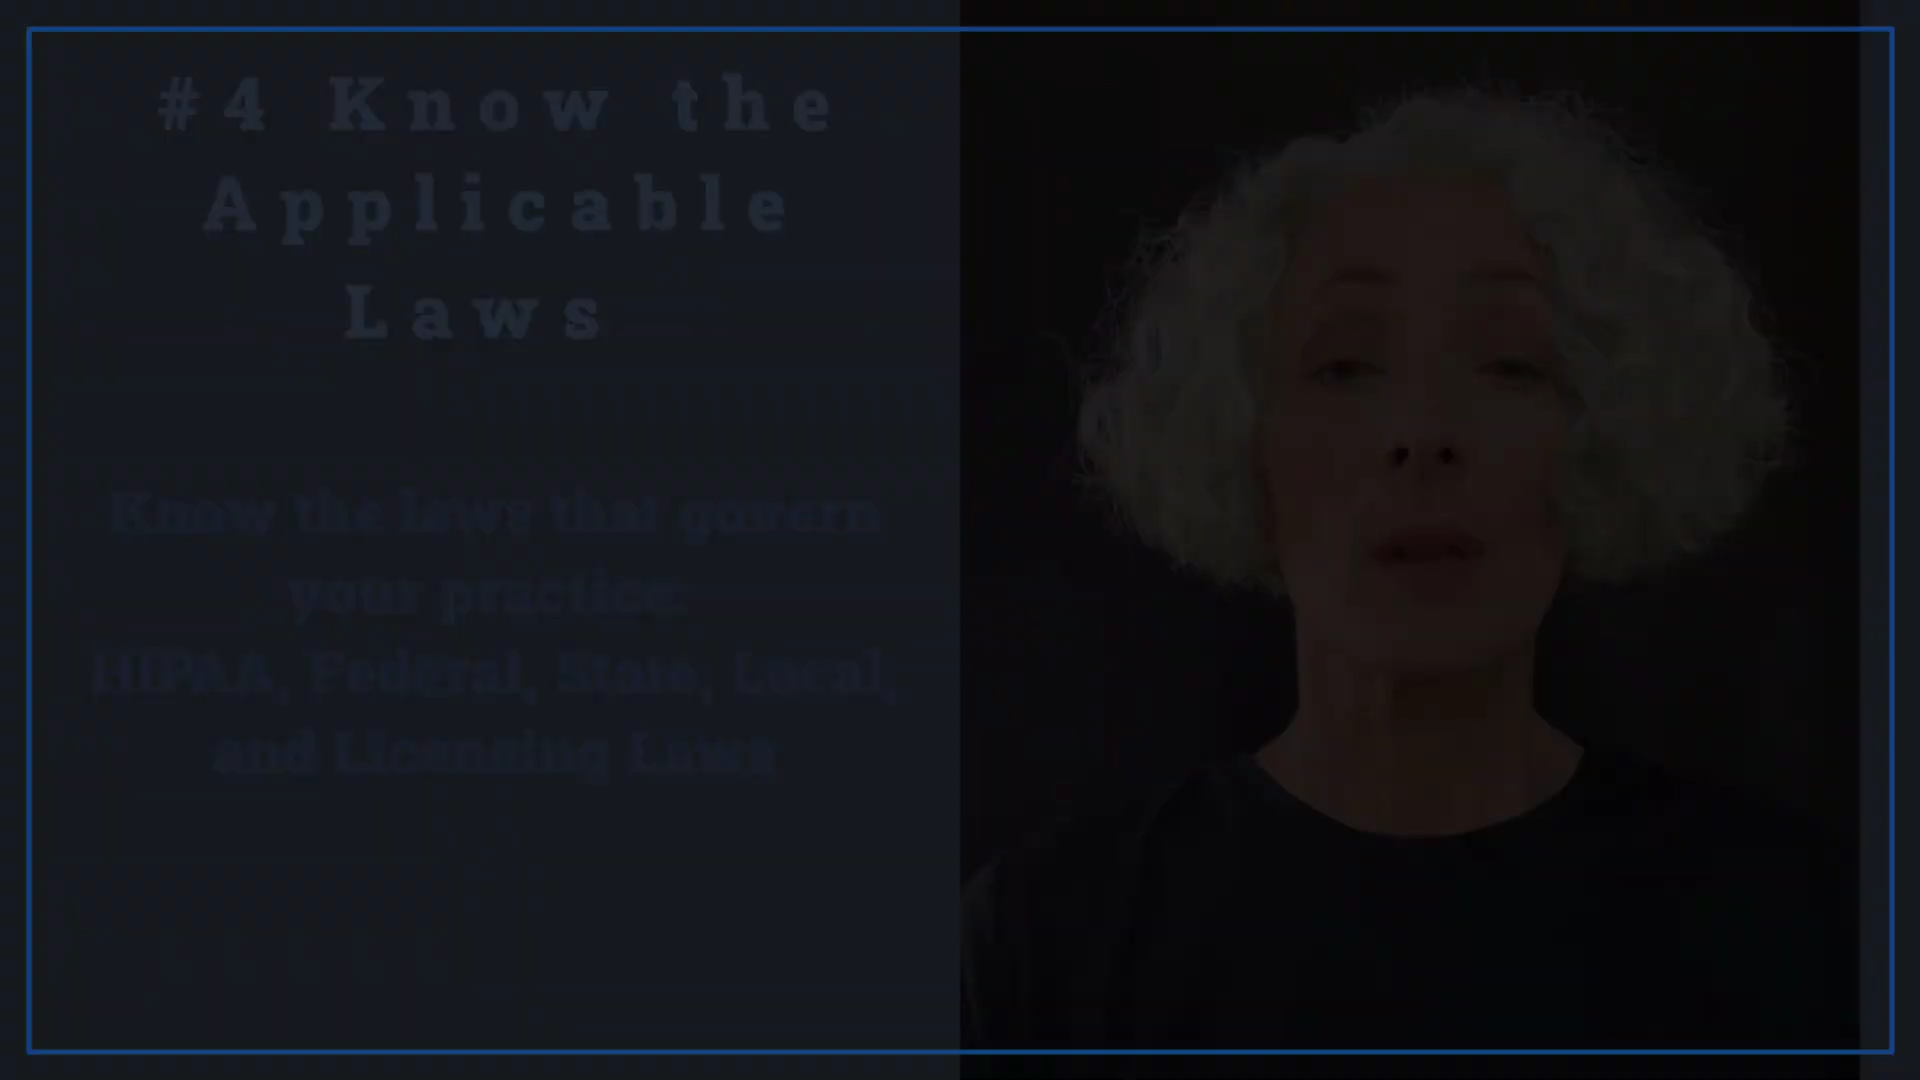 #4 Know the
Applicable
Laws
Know the laws that govern
your practice:
HIPAA, Federal, State, Local,
and Licensing Laws